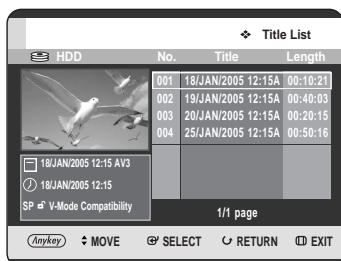 ❖ Title List
HDD No. Title Length
001 18/JAN/2005 12:15A 00:10:21
002 19/JAN/2005 12:15A 00:40:03
003 20/JAN/2005 12:15A 00:20:15
004 25/JAN/2005 12:15A 00:50:16
18/JAN/2005 12:15 AV3
18/JAN/2005 12:15
SP V-Mode Compatibility
1/1 page
Anykey MOVE SELECT RETURN EXIT